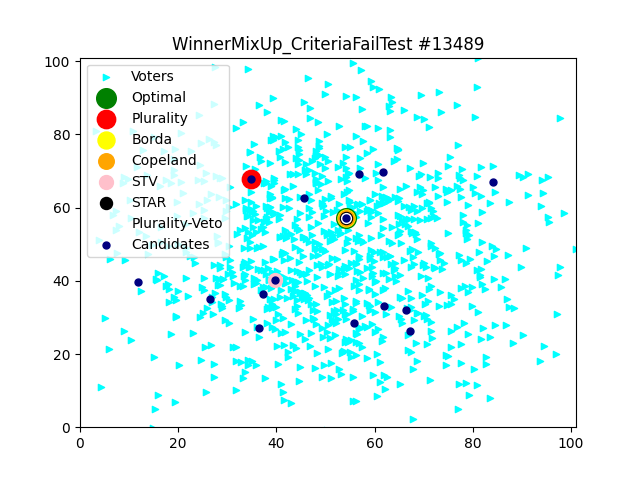 WinnerMixUp_CriteriaFailTest #13489
Voters
Optimal
Plurality
Borda
Copeland
STV
STAR
Plurality-Veto
Candidates
100
80
60
40
20
0
0 20 40 60 80 100